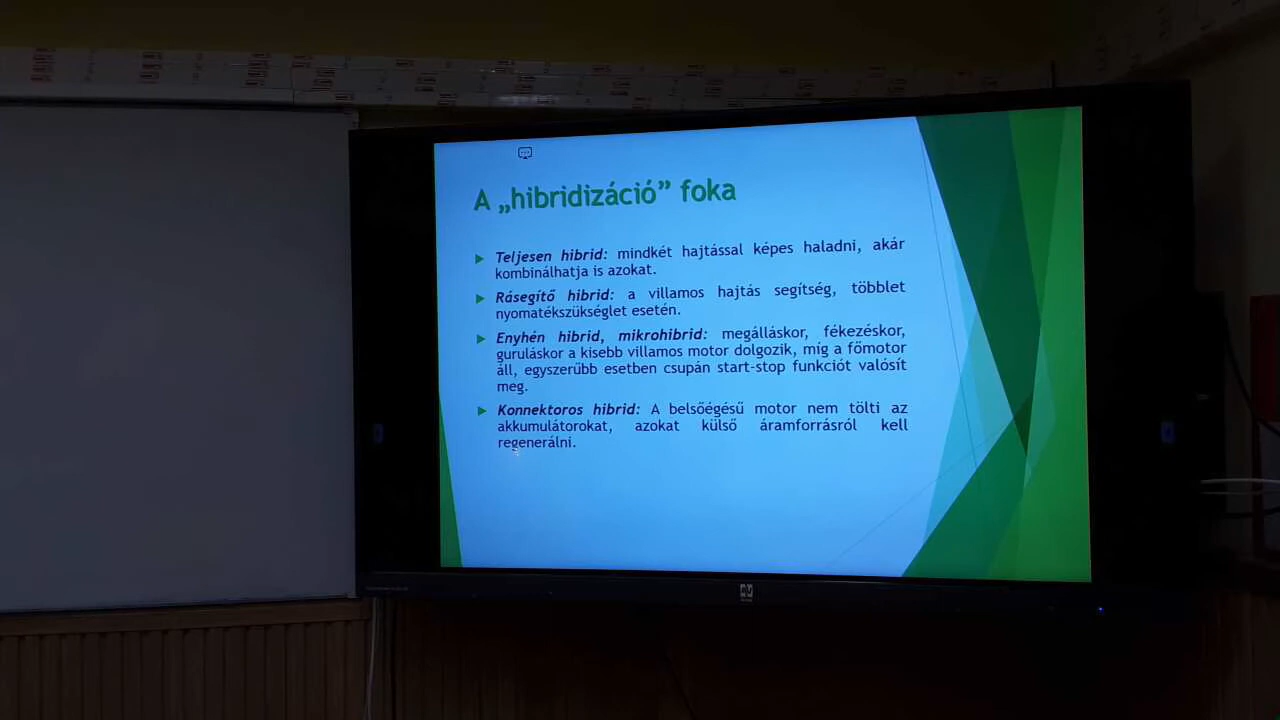 A „hibridizáció” foka
Teljesen hibrid: mindkét hajtással képes haladni, akár
kombinálhatja is azokat.
Rásegítő hibrid: a villamos hajtás segítség, többlet
nyomatékszükséglet esetén.
Enyhén hibrid, mikrohibrid: megálláskor, fékezéskor,
guruláskor a kisebb villamos motor dolgozik, míg a főmotor
áll, egyszerűbb esetben csupán start-stop funkciót valósít
meg.
Konnektoros hibrid: A belsőégésű motor nem tölti az
akkumulátorokat, azokat külső áramforrásról kell
regenerálni.